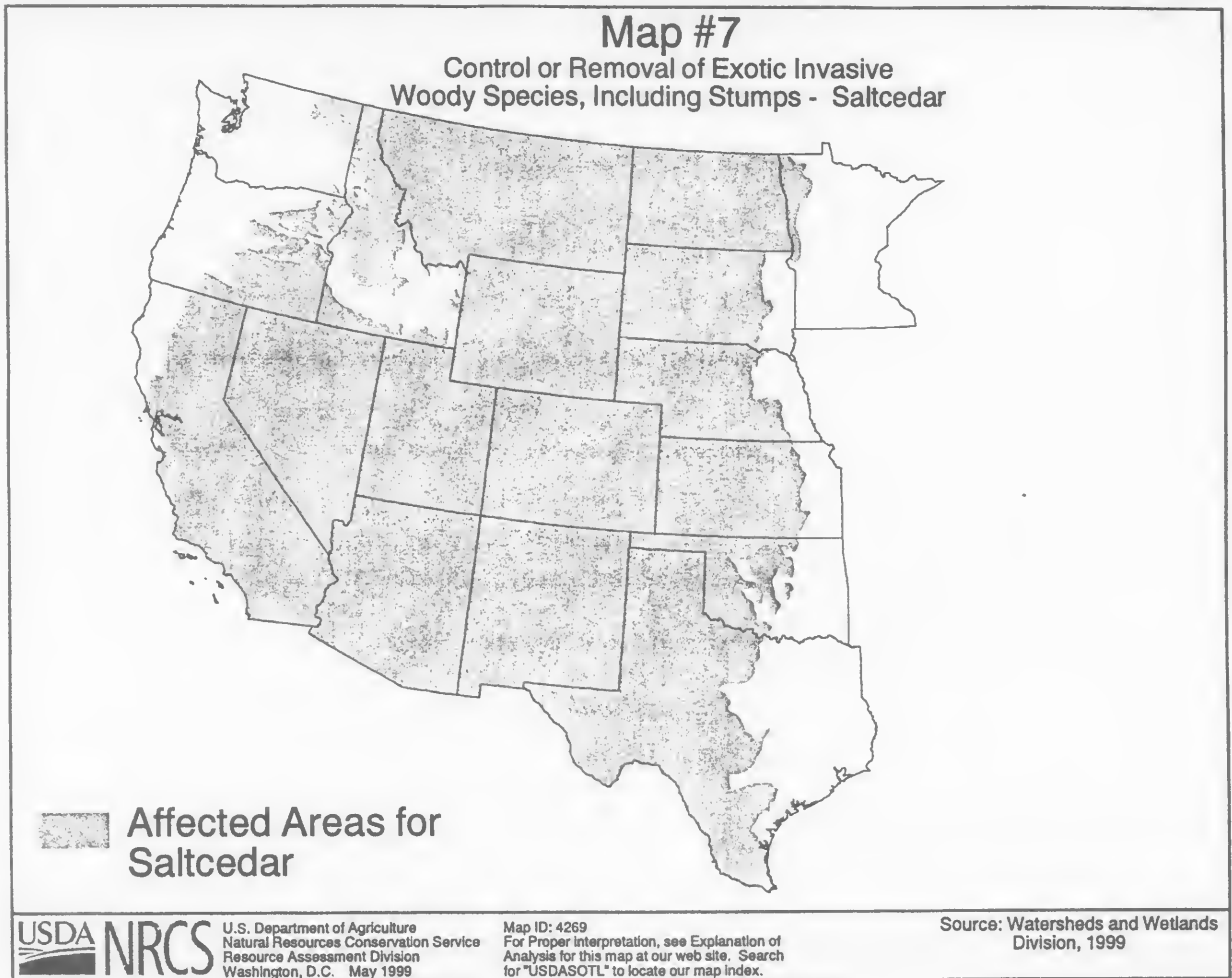 Map #7
Control or Removal of Exotic Invasive
Woody Species, Including Stumps - Saltcedar
Affected Areas for
Saltcedar
USDA NRCS
U.S. Department of Agriculture
Natural Resources Conservation Service
Resource Assessment Division
Washington, D.C. May 1999
Map ID: 4269
For Proper interpretation, see Explanation of
Analysis for this map at our web site. Search
for "USDASOTL" to locate our map index.
Source: Watersheds and Wetlands
Division, 1999